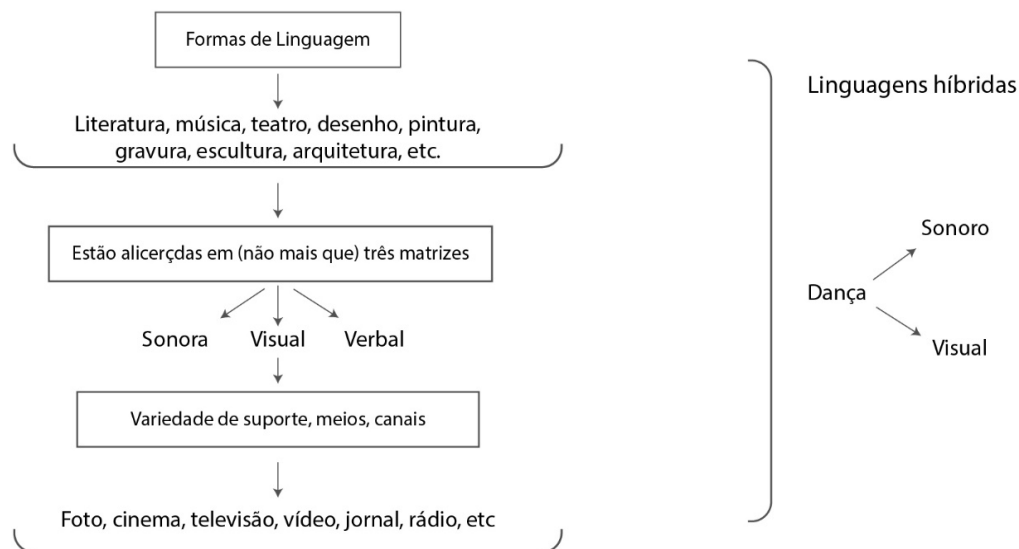 Formas de Linguagem
Literatura, música, teatro, desenho, pintura,
gravura, escultura, arquitetura, etc.
Estão alicerçdas em (não mais que) três matrizes
Sonora Visual Verbal
Variedade de suporte, meios, canais
Foto, cinema, televisão, vídeo, jornal, rádio, etc
Linguagens híbridas
Sonoro
Dança
Visual